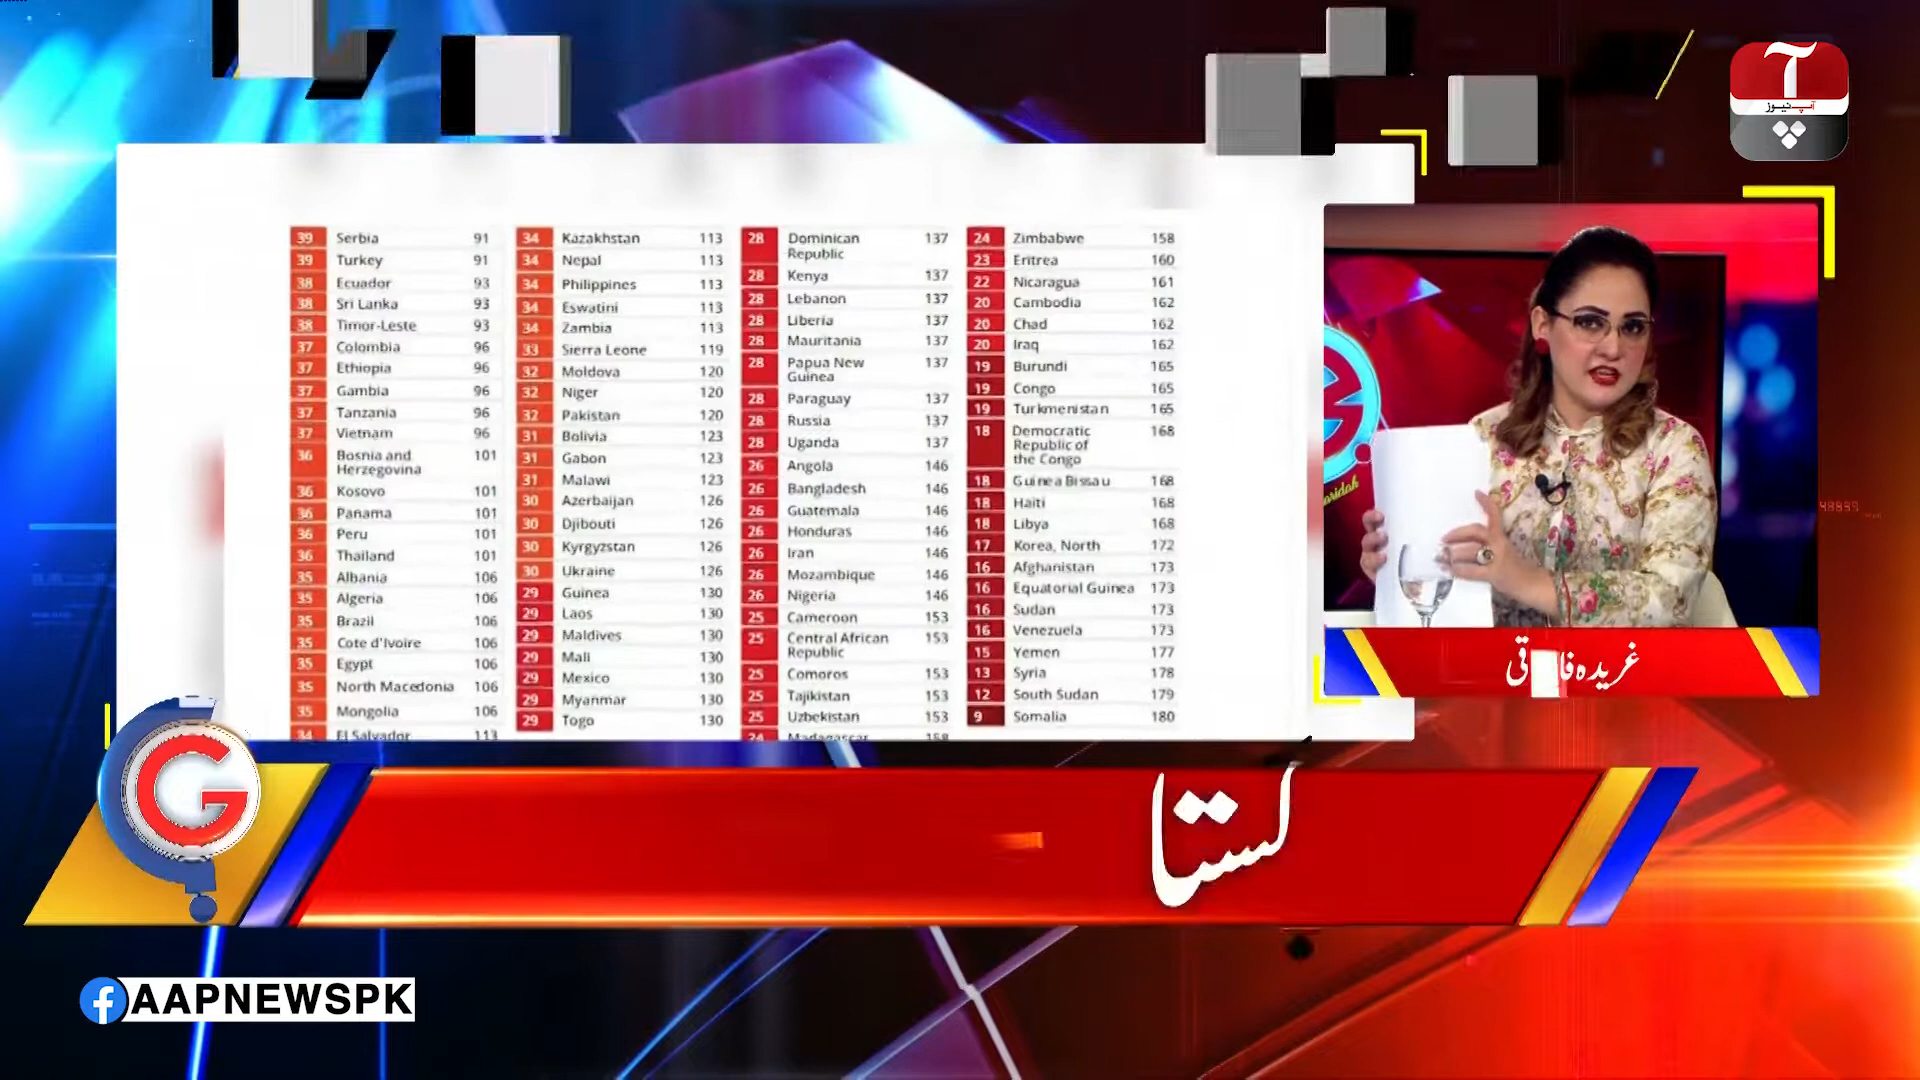 آپ نیوز
39 Serbia 91
39 Turkey 91
38 Ecuador 93
38 Sri Lanka 93
38 Timor-Leste 93
37 Colombia 96
37 Ethiopia 96
37 Gambia 96
37 Tanzania 96
37 Vietnam 96
36 Bosnia and 101
Herzegovina
36 Kosovo 101
36 Panama 101
36 Peru 101
36 Thailand 101
35 Albania 106
35 Algeria 106
35 Brazil 106
35 Cote d'Ivoire 106
35 Egypt 106
35 North Macedonia 106
35 Mongolia 106
34 El Salvador 113
34 Kazakhstan 113
34 Nepal 113
34 Philippines 113
34 Eswatini 113
34 Zambia 113
33 Sierra Leone 119
32 Moldova 120
32 Niger 120
32 Pakistan 120
31 Bolivia 123
31 Gabon 123
31 Malawi 123
30 Azerbaijan 126
30 Djibouti 126
30 Kyrgyzstan 126
30 Ukraine 126
29 Guinea 130
29 Laos 130
29 Maldives 130
29 Mali 130
29 Mexico 130
29 Myanmar 130
29 Togo 130
28 Dominican 137
Republic
28 Kenya 137
28 Lebanon 137
28 Liberia 137
28 Mauritania 137
28 Papua New 137
Guinea
28 Paraguay 137
28 Russia 137
28 Uganda 137
26 Angola 146
26 Bangladesh 146
26 Guatemala 146
26 Honduras 146
26 Iran 146
26 Mozambique 146
26 Nigeria 146
25 Cameroon 153
25 Central African 153
Republic
25 Comoros 153
25 Tajikistan 153
25 Uzbekistan 153
24 Madagascar 158
24 Zimbabwe 158
23 Eritrea 160
22 Nicaragua 161
20 Cambodia 162
20 Chad 162
20 Iraq 162
19 Burundi 165
19 Congo 165
19 Turkmenistan 165
18 Democratic 168
Republic of
the Congo
18 Guinea Bissau 168
18 Haiti 168
18 Libya 168
17 Korea, North 172
16 Afghanistan 173
16 Equatorial Guinea 173
16 Sudan 173
16 Venezuela 173
15 Yemen 177
13 Syria 178
12 South Sudan 179
9 Somalia 180
غریدہ
G
AAPNEWSPK